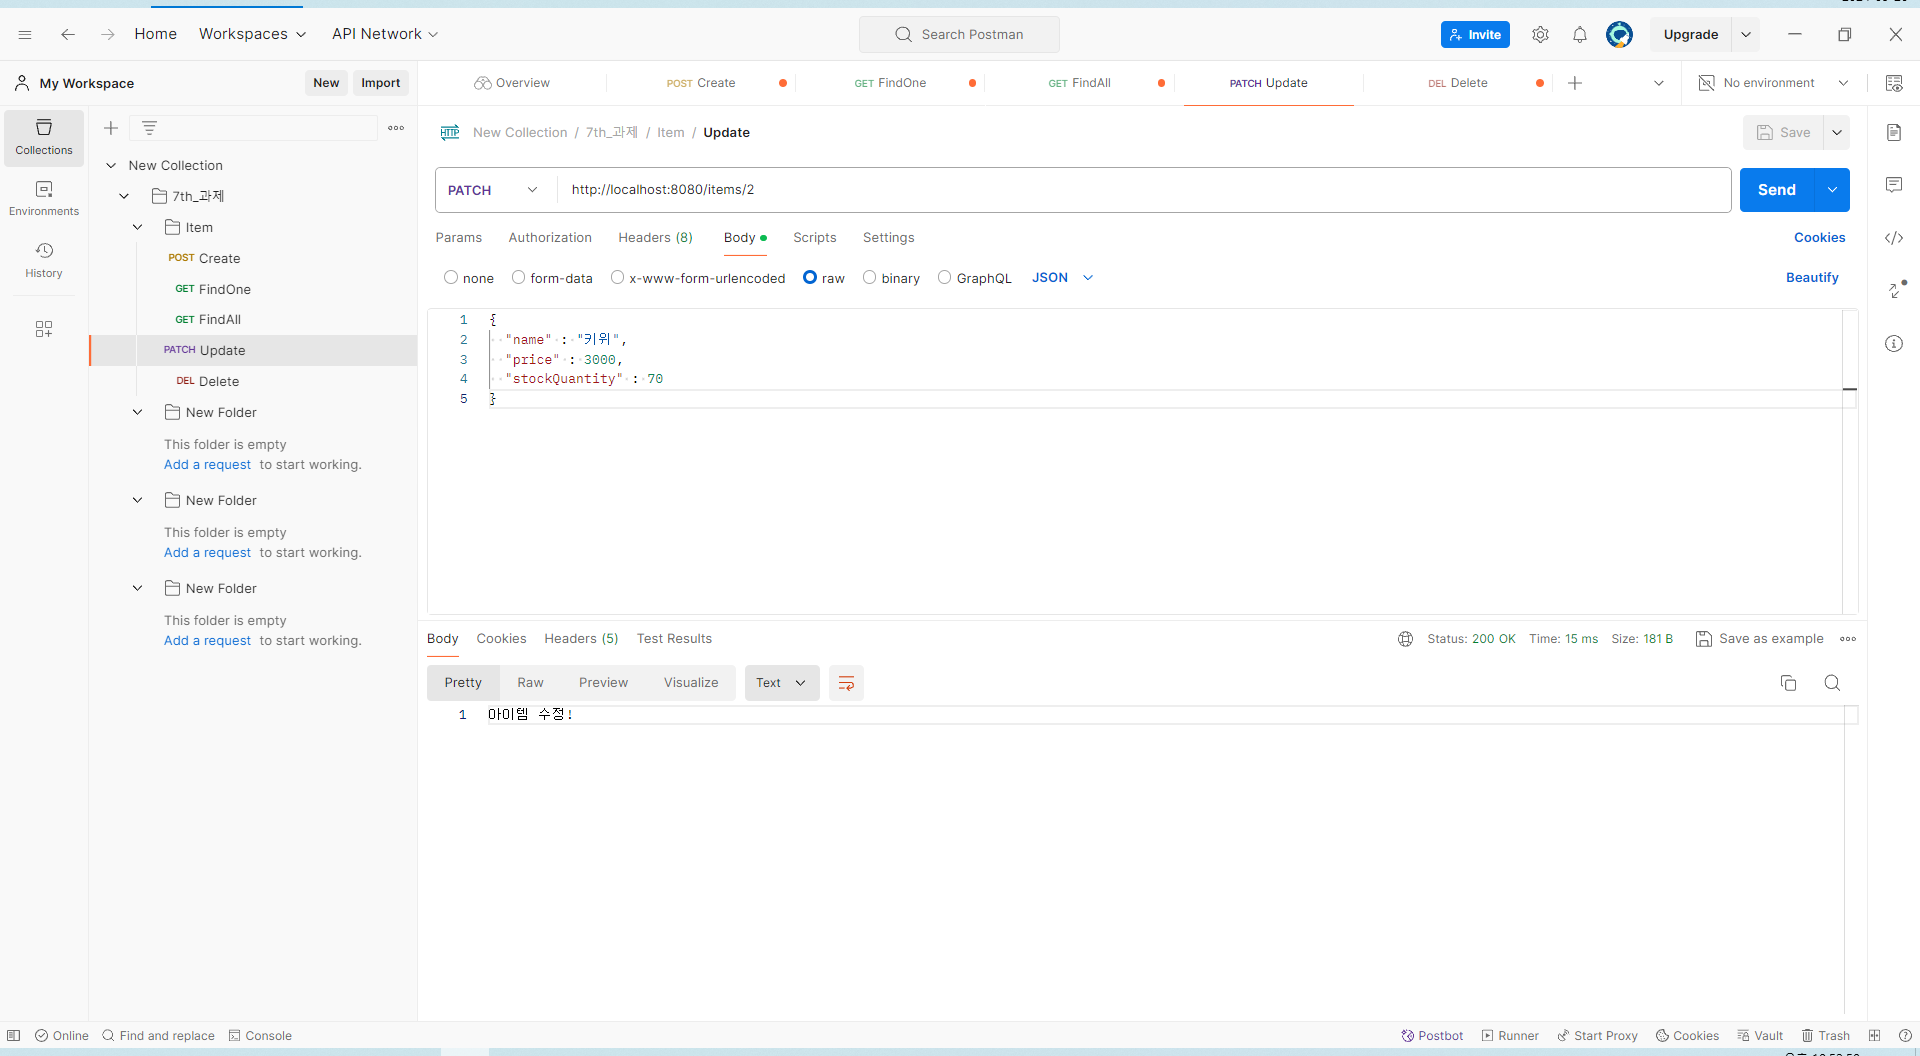 Home Workspaces API Network Search Postman Invite Upgrade
My Workspace New Import Overview POST Create GET FindOne GET FindAll PATCH Update DEL Delete No environment
Collections
Environments
History
New Collection
7th_과제
Item
POST Create
GET FindOne
GET FindAll
PATCH Update
DEL Delete
New Folder
This folder is empty
Add a request to start working.
New Folder
This folder is empty
Add a request to start working.
New Folder
This folder is empty
Add a request to start working.
HTTP New Collection / 7th_과제 / Item / Update Save
PATCH http://localhost:8080/items/2 Send
Params Authorization Headers (8) Body Scripts Settings Cookies
none form-data x-www-form-urlencoded raw binary GraphQL JSON Beautify
1 {
2 "name" : "키위",
3 "price" : 3000,
4 "stockQuantity" : 70
5 }
Body Cookies Headers (5) Test Results Status: 200 OK Time: 15 ms Size: 181 B Save as example
Pretty Raw Preview Visualize Text
1 아이템 수정!
Online Find and replace Console Postbot Runner Start Proxy Cookies Vault Trash